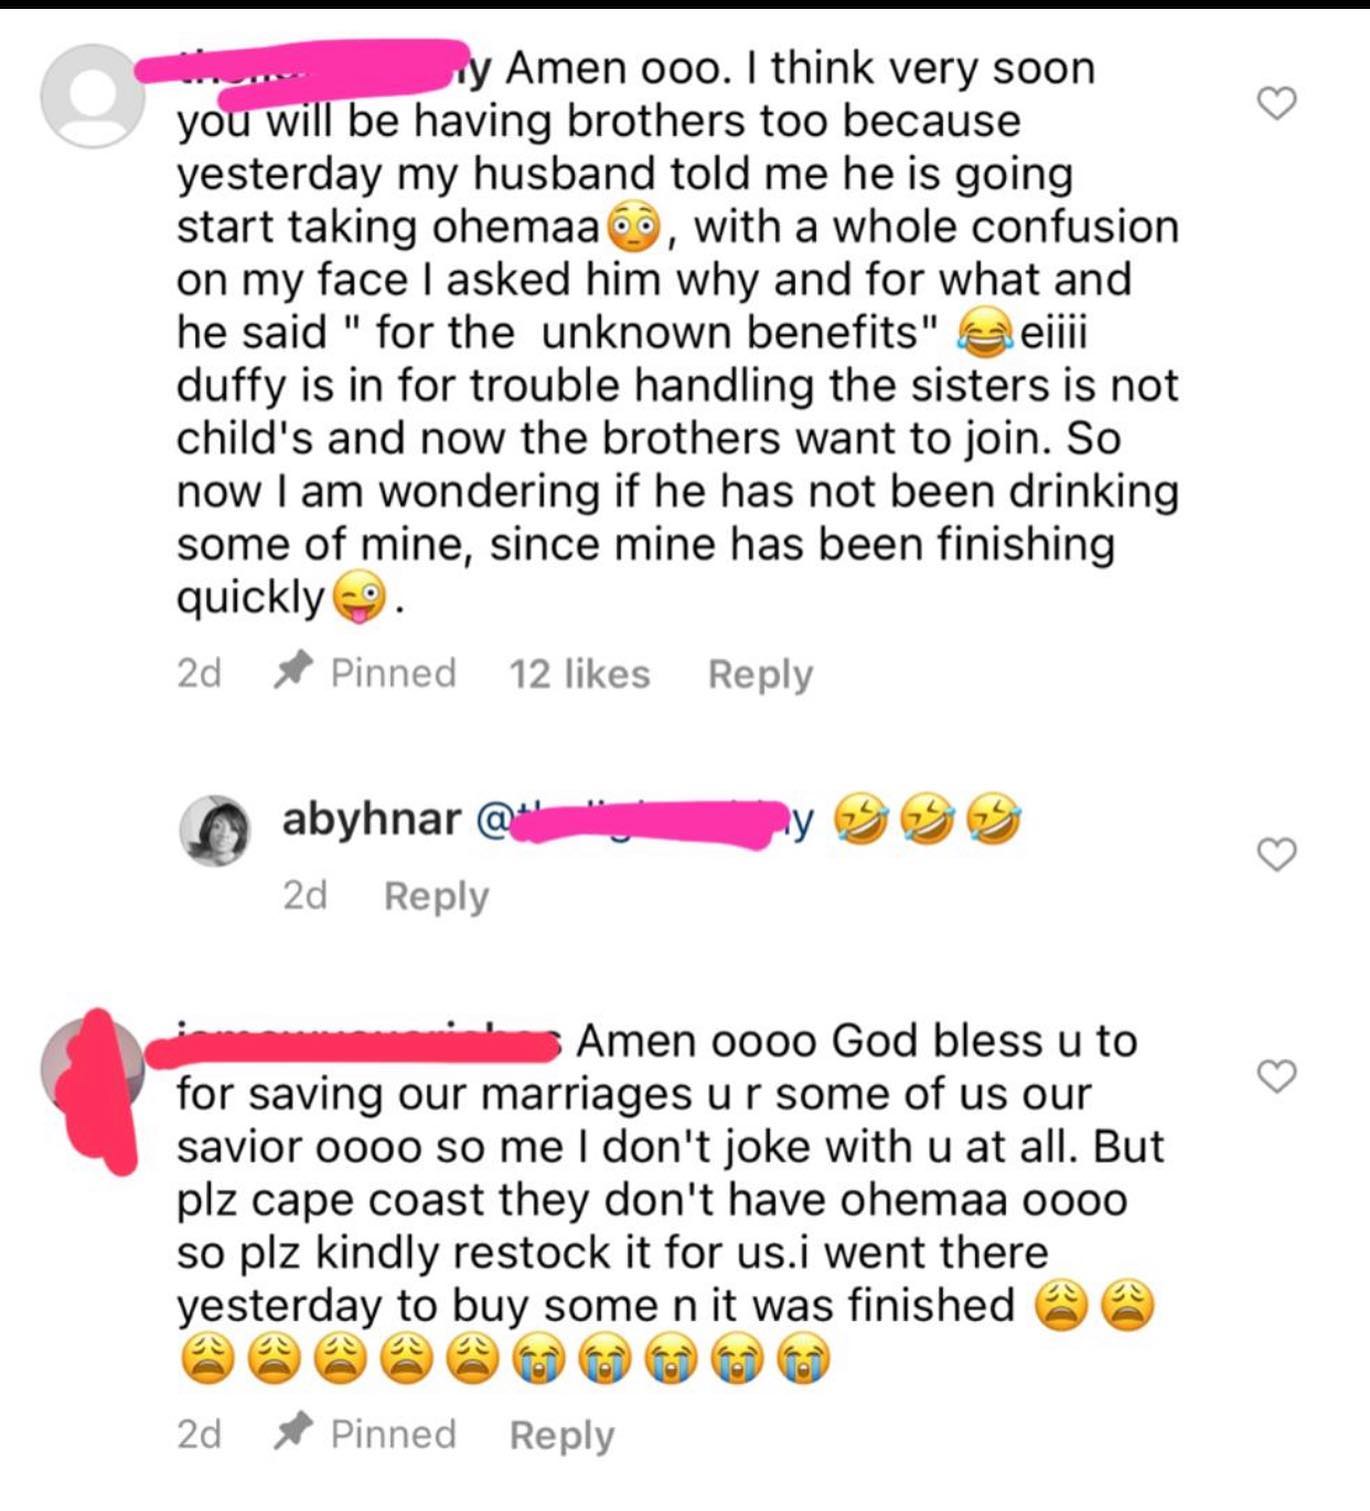 Amen ooo. I think very soon
you will be having brothers too because
yesterday my husband told me he is going
start taking ohemaa😳, with a whole confusion
on my face I asked him why and for what and
he said " for the unknown benefits" 😂eiiii
duffy is in for trouble handling the sisters is not
child's and now the brothers want to join. So
now I am wondering if he has not been drinking
some of mine, since mine has been finishing
quickly😜.
2d Pinned 12 likes Reply
abyhnar 🤣🤣🤣
2d Reply
Amen oooo God bless u to
for saving our marriages u r some of us our
savior oooo so me I don't joke with u at all. But
plz cape coast they don't have ohemaa oooo
so plz kindly restock it for us.i went there
yesterday to buy some n it was finished 😩😩
😩😩😩😩😩😭😭😭😭😭
2d Pinned Reply